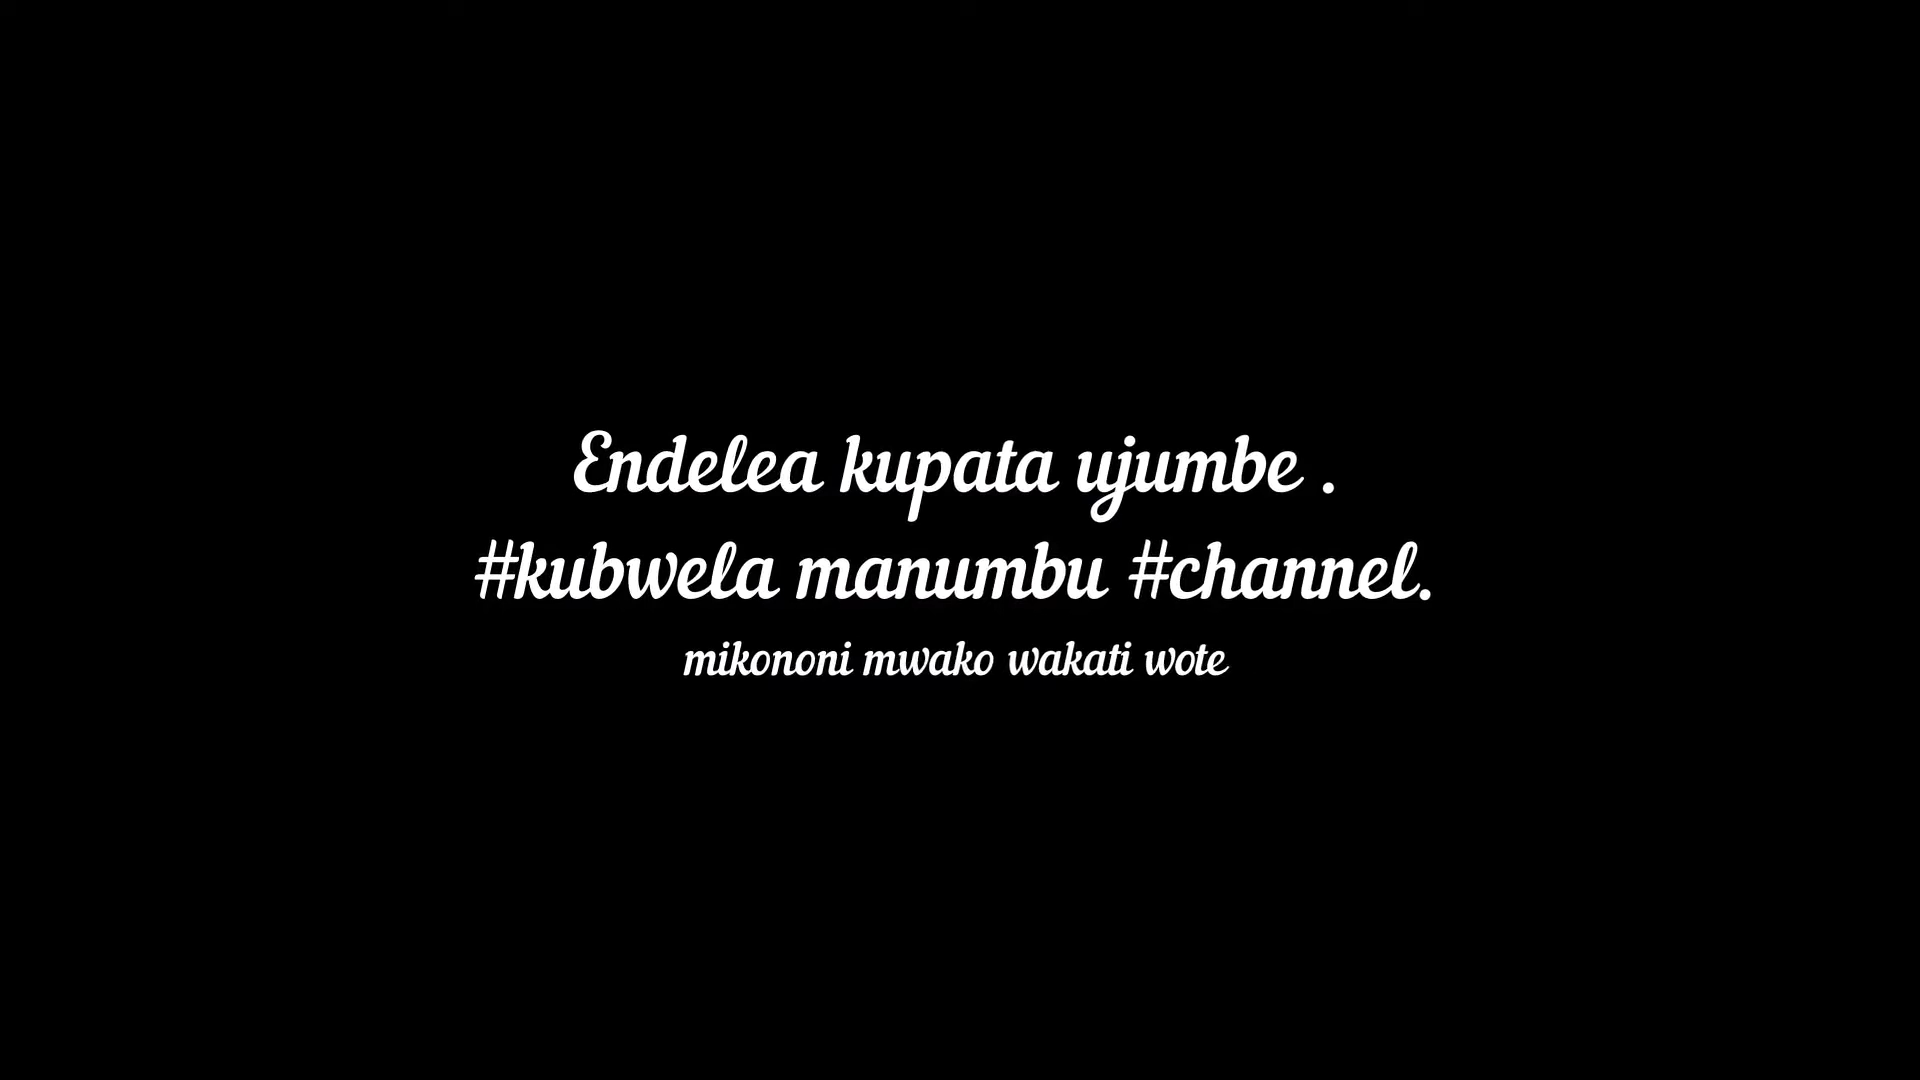 Endelea kupata ujumbe .
#kubwela manumbu #channel.
mikononi mwako wakati wote